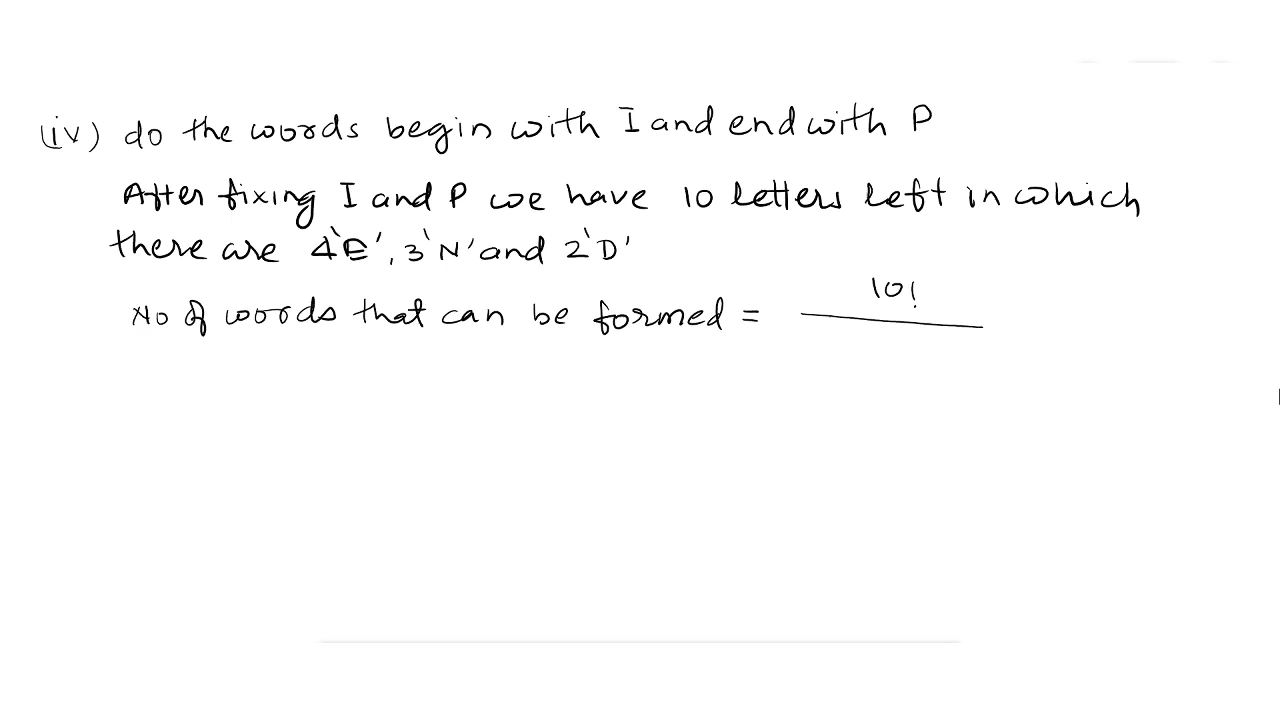 (iv) do the words begin with I and end with P
After fixing I and P we have 10 letters left in which
there are 4 'E', 3 'N' and 2 'D'
No of words that can be formed = 10!